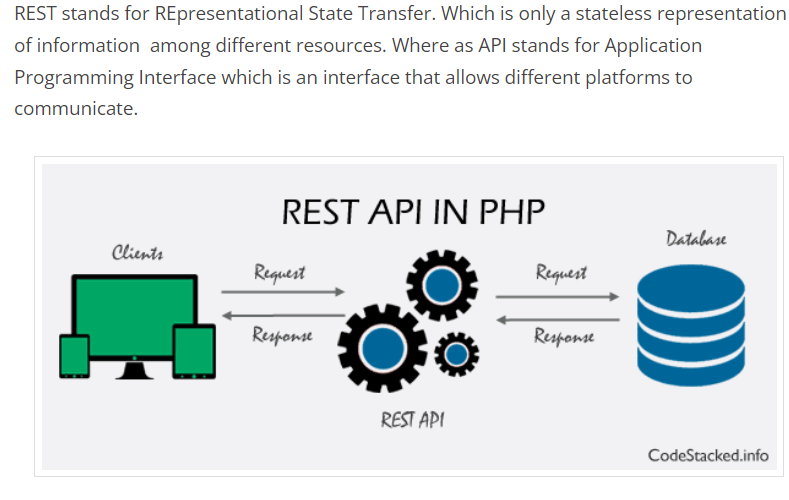 REST stands for REpresentational State Transfer. Which is only a stateless representation
of information  among different resources. Where as API stands for Application
Programming Interface which is an interface that allows different platforms to
communicate.
REST API IN PHP
Clients
Request
Response
REST API
Request
Response
Database
CodeStacked.info